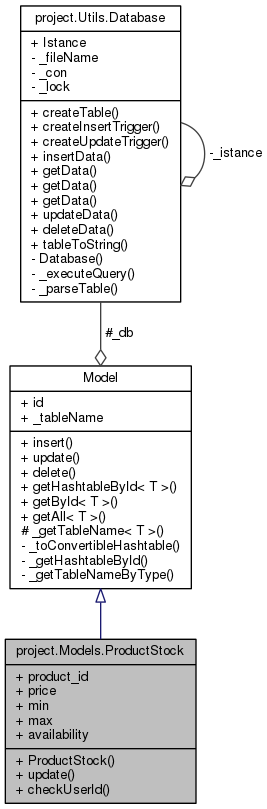 project.Utils.Database
+ Istance
- _fileName
- _con
- _lock
+ createTable()
+ createInsertTrigger()
+ createUpdateTrigger()
+ insertData()
+ getData()
+ getData()
+ getData()
+ updateData()
+ deleteData()
+ tableToString()
- Database()
- _executeQuery()
- _parseTable()
-_istance
#_db
Model
+ id
+ _tableName
+ insert()
+ update()
+ delete()
+ getHashtableById< T >()
+ getById< T >()
+ getAll< T >()
# _getTableName< T >()
- _toConvertibleHashtable()
- _getHashtableById()
- _getTableNameByType()
project.Models.ProductStock
+ product_id
+ price
+ min
+ max
+ availability
+ ProductStock()
+ update()
+ checkUserId()